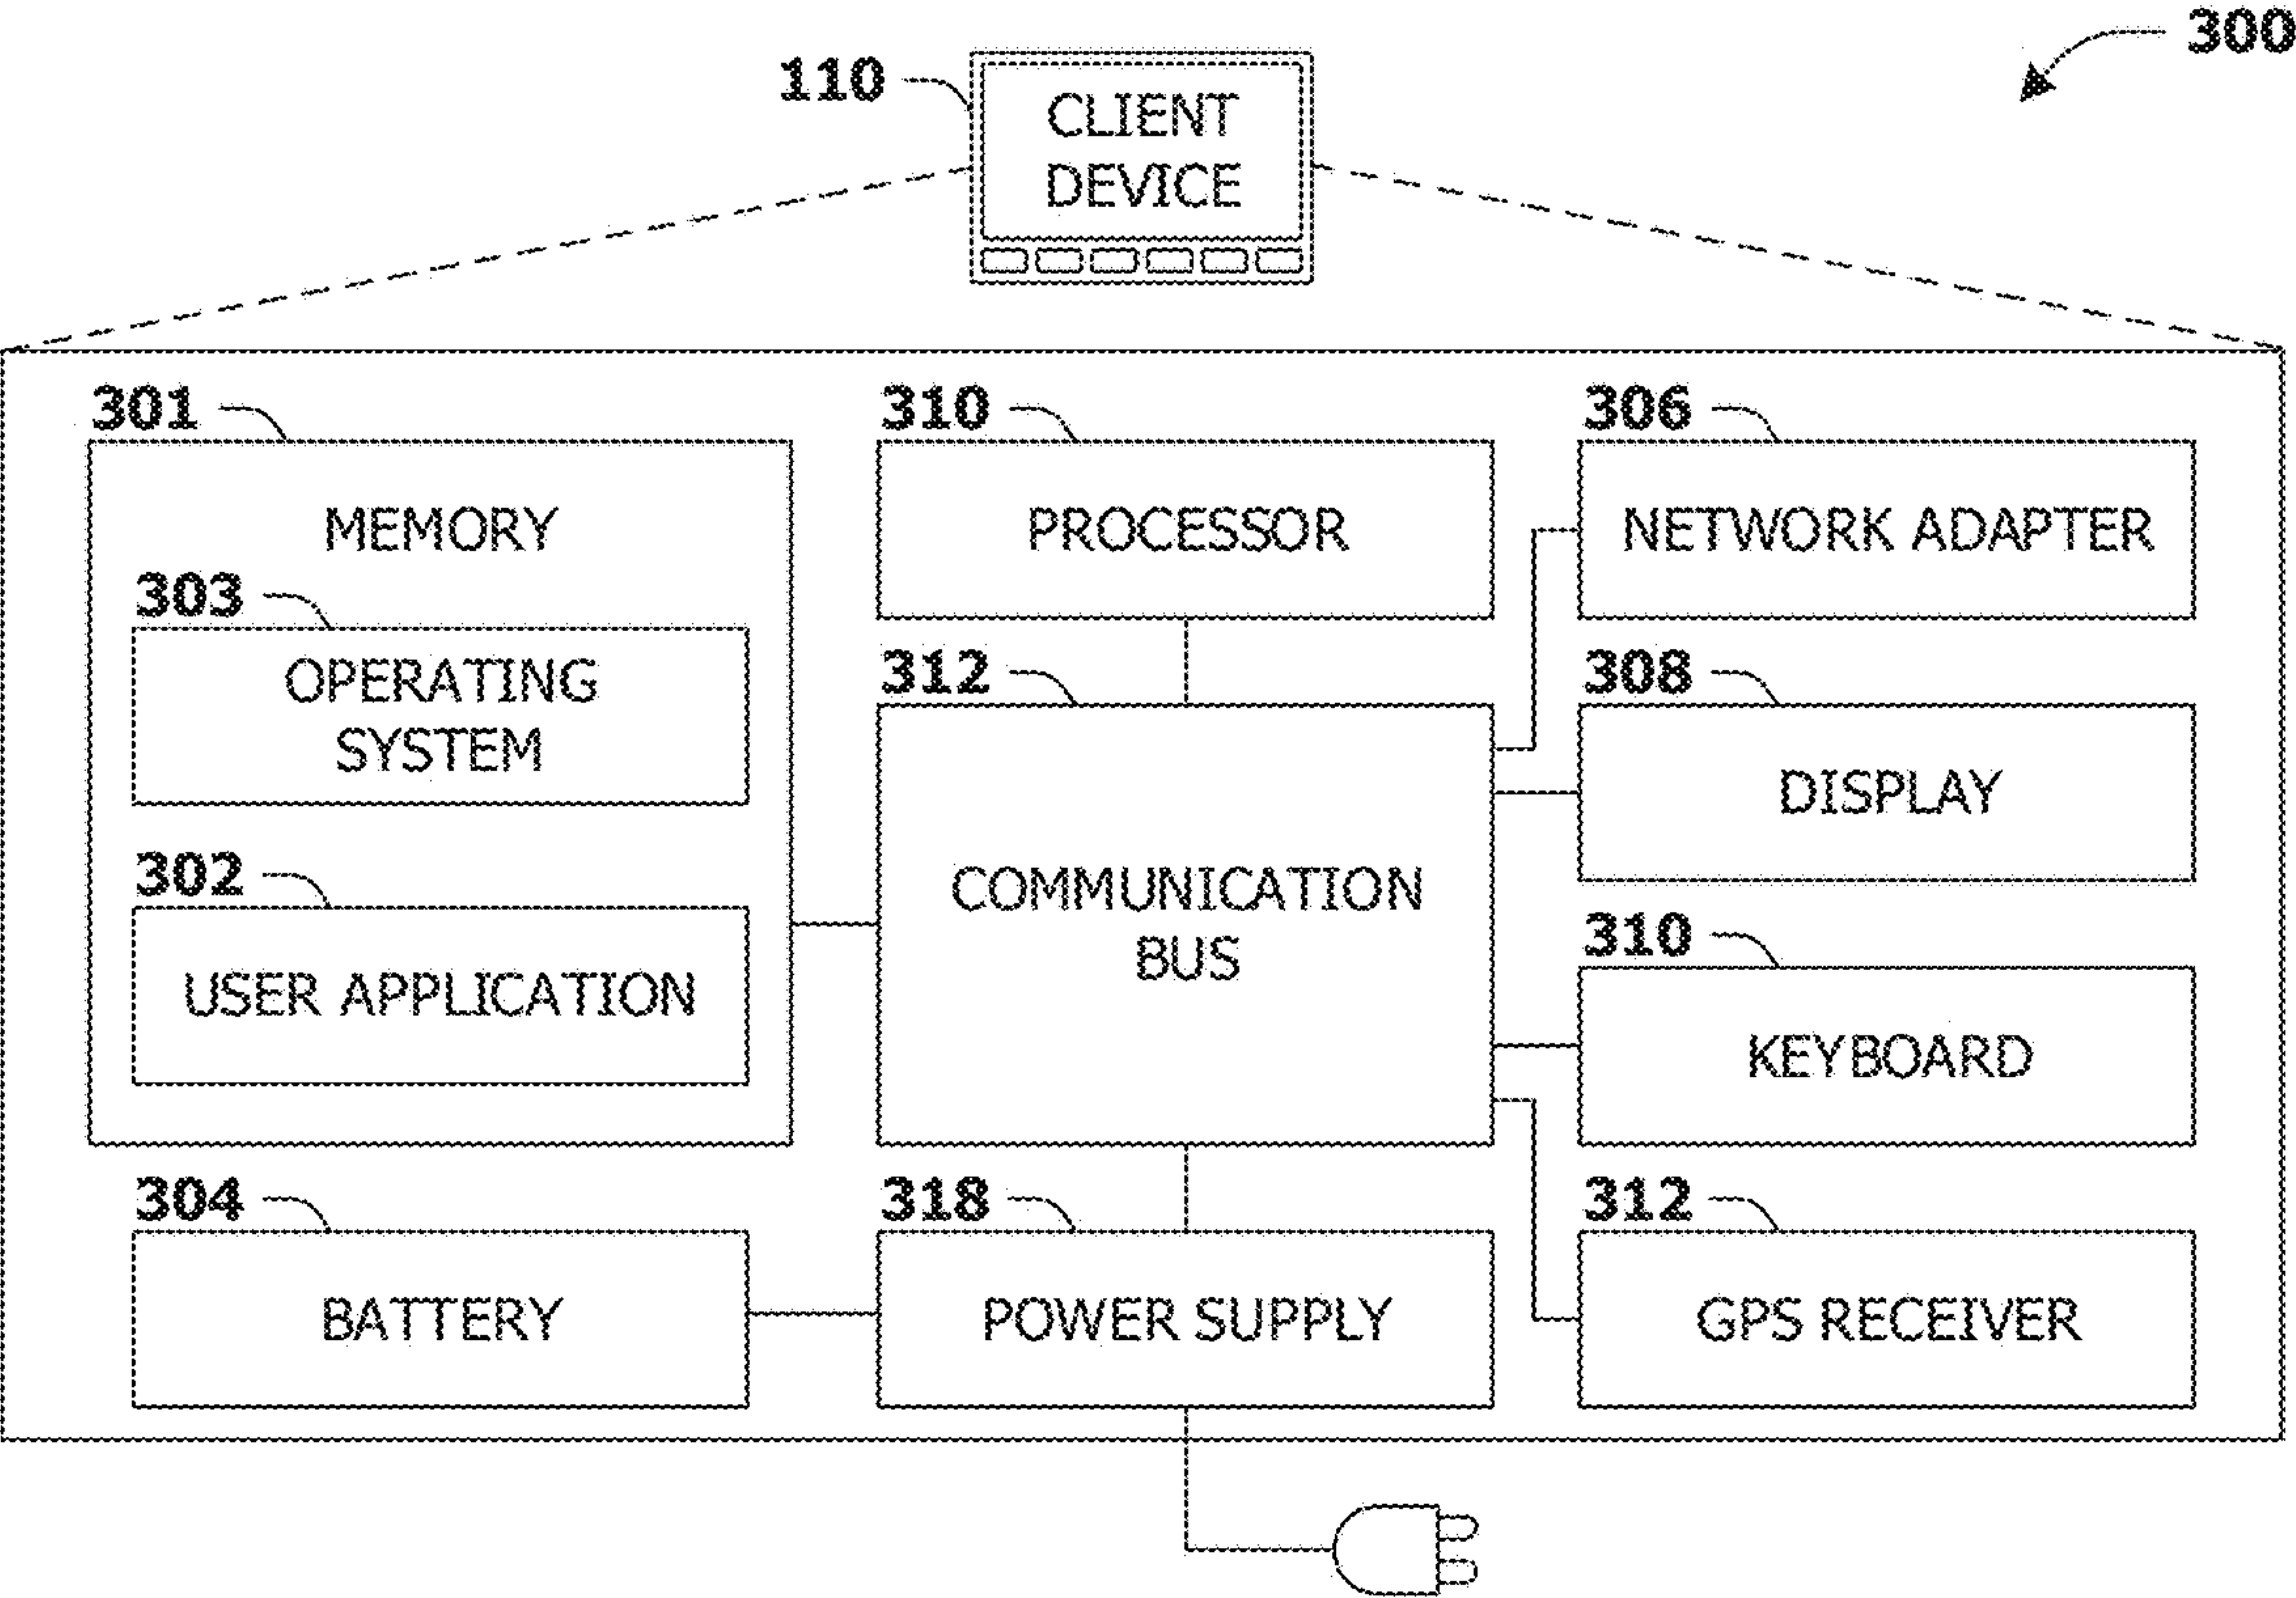 300
110
CLIENT
DEVICE
301
310
306
MEMORY
PROCESSOR
NETWORK ADAPTER
303
312
308
OPERATING
SYSTEM
DISPLAY
302
COMMUNICATION
BUS
310
USER APPLICATION
KEYBOARD
304
318
312
BATTERY
POWER SUPPLY
GPS RECEIVER